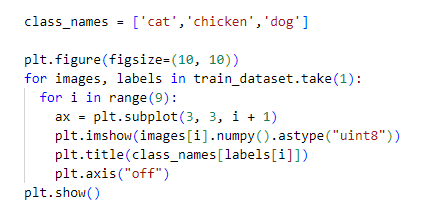 class_names = ['cat','chicken','dog']

plt.figure(figsize=(10, 10))
for images, labels in train_dataset.take(1):
  for i in range(9):
    ax = plt.subplot(3, 3, i + 1)
    plt.imshow(images[i].numpy().astype("uint8"))
    plt.title(class_names[labels[i]])
    plt.axis("off")
plt.show()